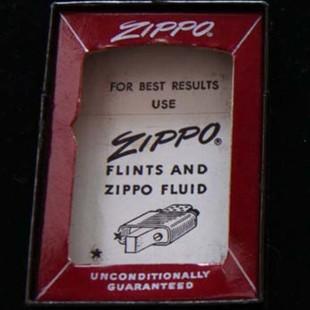 ZIPPO.
FOR BEST RESULTS
USE
ZIPPO®
FLINTS AND
ZIPPO FLUID
*
UNCONDITIONALLY
GUARANTEED